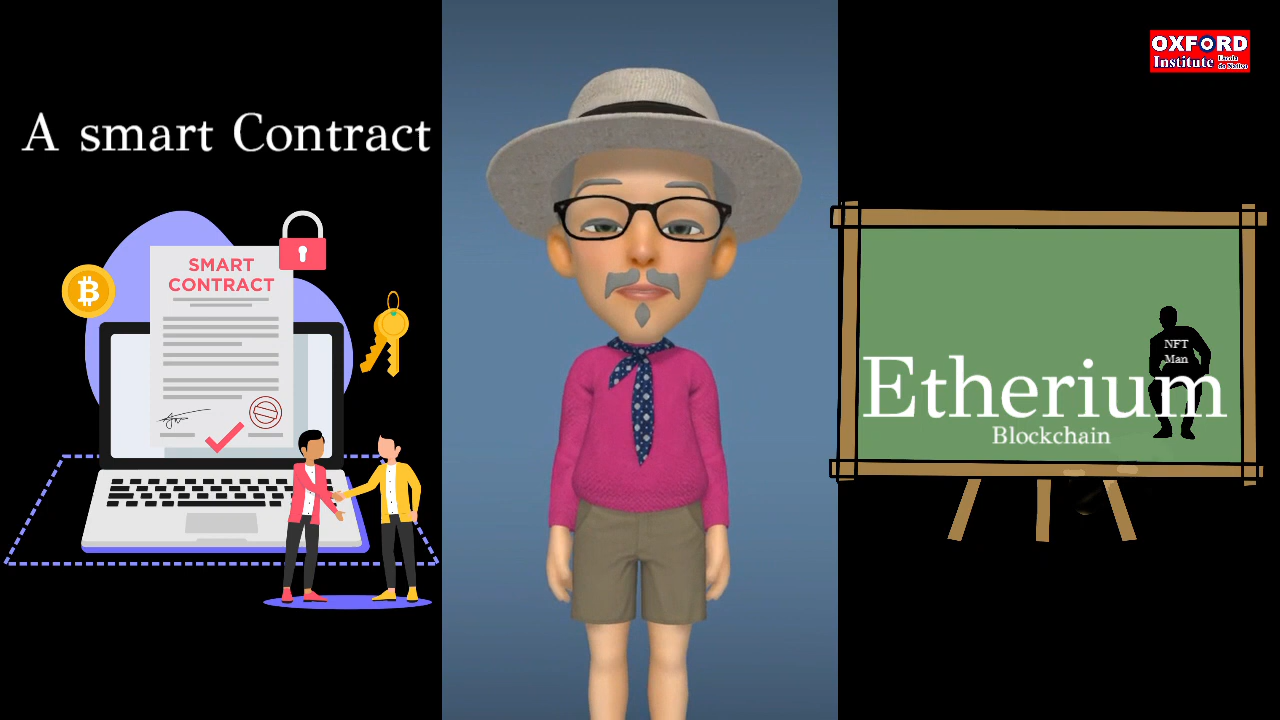 A smart Contract
SMART
CONTRACT
OXFORD
Institute
NFT
Man
Etherium
Blockchain